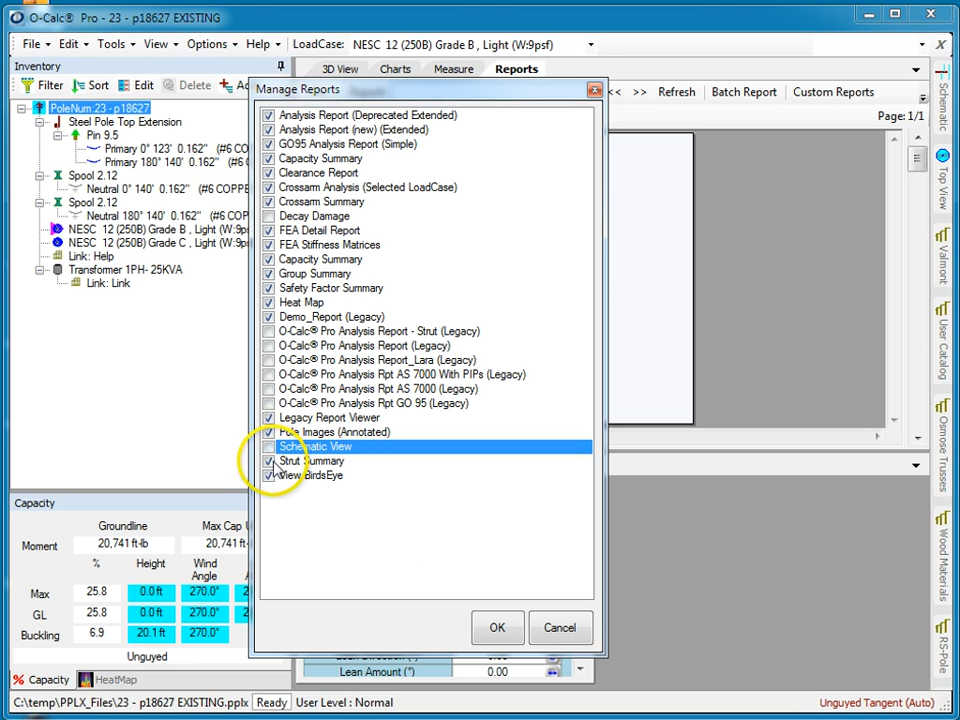 O-Calc® Pro - 23 - p18627 EXISTING
File Edit Tools View Options Help LoadCase: NESC 12 (250B) Grade B, Light (W:9psf)
Inventory
Filter Sort Edit Delete
3D View Charts Measure Reports
<< >> Refresh Batch Report Custom Reports
Page: 1/1
PoleNum:23 - p18627
Steel Pole Top Extension
Pin 9.5
Primary 0° 123' 0.162" (#6 CO
Primary 180° 140' 0.162" (#6
Spool 2.12
Neutral 0° 140' 0.162" (#6 COPPE
Spool 2.12
Neutral 180° 140' 0.162" (#6 COP
NESC 12 (250B) Grade B , Light (W:9ps
NESC 12 (250B) Grade C , Light (W:9ps
Link: Help
Transformer 1PH- 25KVA
Link: Link
Manage Reports
Analysis Report (Deprecated Extended)
Analysis Report (new) (Extended)
GO95 Analysis Report (Simple)
Capacity Summary
Clearance Report
Crossarm Analysis (Selected LoadCase)
Crossarm Summary
Decay Damage
FEA Detail Report
FEA Stiffness Matrices
Capacity Summary
Group Summary
Safety Factor Summary
Heat Map
Demo_Report (Legacy)
O-Calc® Pro Analysis Report - Strut (Legacy)
O-Calc® Pro Analysis Report (Legacy)
O-Calc® Pro Analysis Report_Lara (Legacy)
O-Calc® Pro Analysis Rpt AS 7000 With PIPs (Legacy)
O-Calc® Pro Analysis Rpt AS 7000 (Legacy)
O-Calc® Pro Analysis Rpt GO 95 (Legacy)
Legacy Report Viewer
Pole Images (Annotated)
Schematic View
Strut Summary
View BirdsEye
OK Cancel
Schematic
Top View
Valmont
User Catalog
Osmose Trusses
Wood Materials
RS-Pole
Capacity
Groundline Max Cap U
Moment 20,741 ft-lb 20,741 ft-lb
% Height Wind Angle
Max 25.8 0.0 ft 270.0°
GL 25.8 0.0 ft 270.0°
Buckling 6.9 20.1 ft 270.0°
Unguyed
Lean Amount (°) 0.00
Capacity HeatMap
C:\temp\PPLX_Files\23 - p18627 EXISTING.pplx Ready User Level : Normal Unguyed Tangent (Auto)